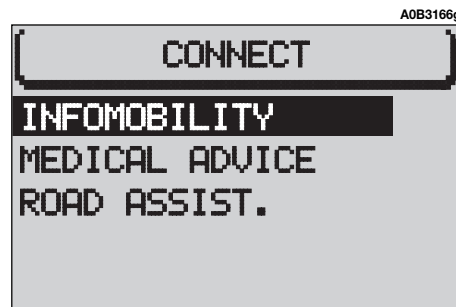 A0B3166g
CONNECT
INFOMOBILITY
MEDICAL ADVICE
ROAD ASSIST.